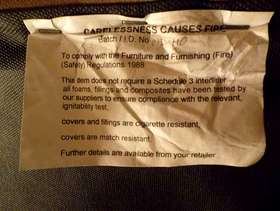 CARELESSNESS CAUSES FIRE
Batch / I.D. No
To comply with the Furniture and Furnishing (Fire)
(Safety) Regulations: 1988
This item does not require a Schedule 3 interliner
all foams, fillings and composites have been tested by
our suppliers to ensure compliance with the relevant,
ignitability test.
covers and fillings are cigarette resistant,
covers are match resistant
Further details are available from your retailer